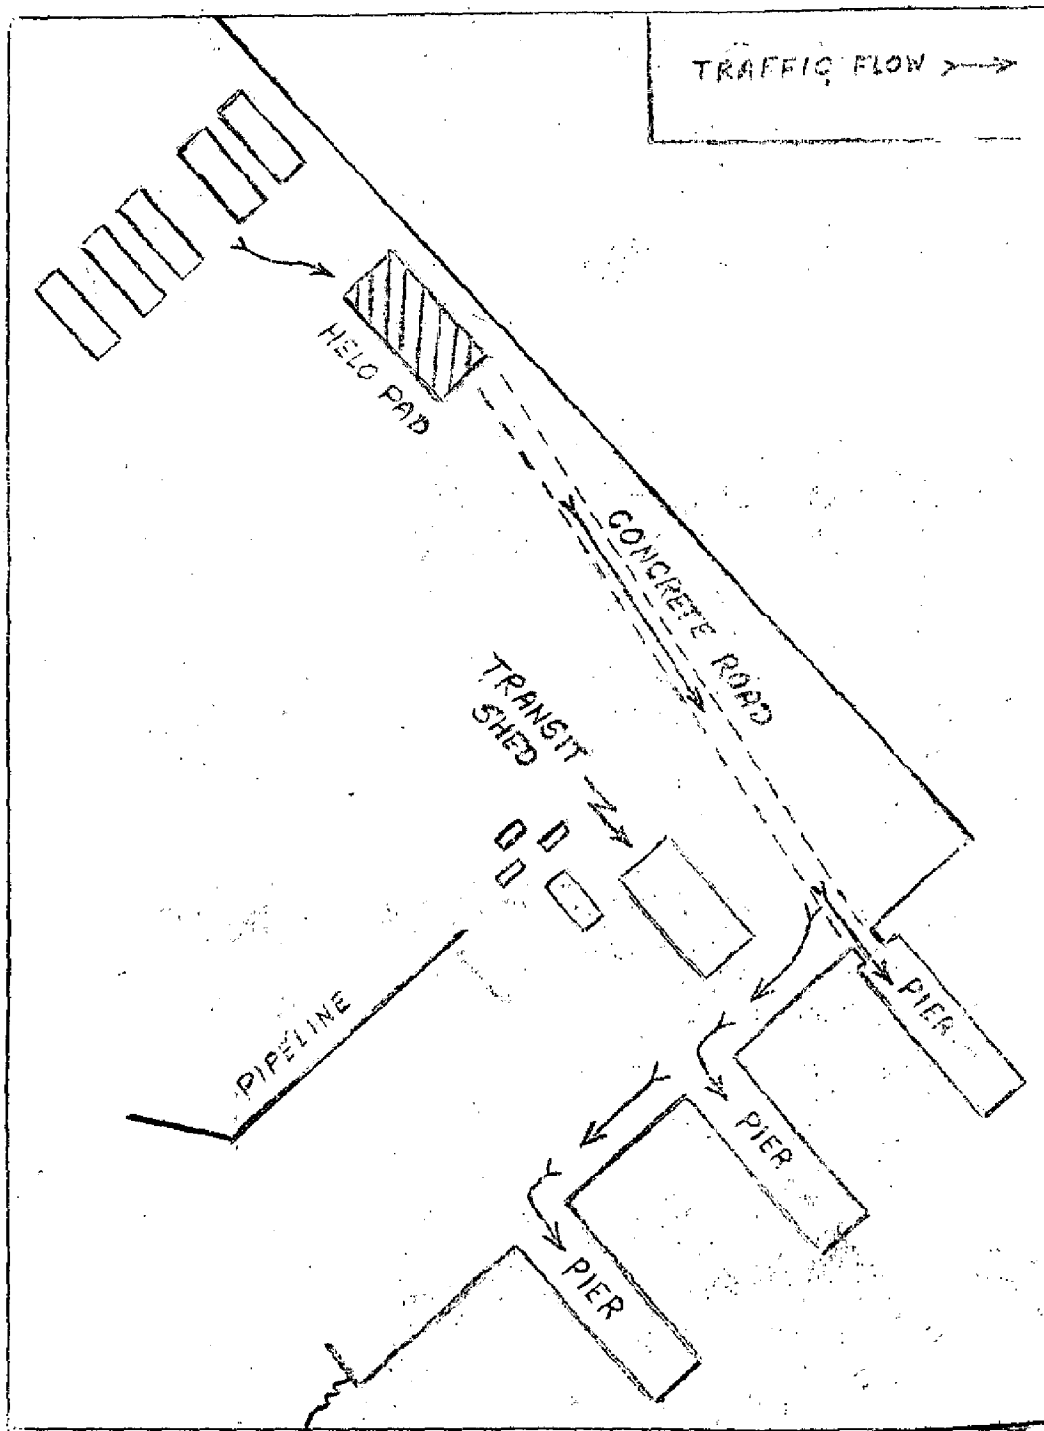 TRAFFIC FLOW
HELO PAD
CONCRETE ROAD
TRANSIT
SHED
PIPELINE
PIER
PIER
PIER